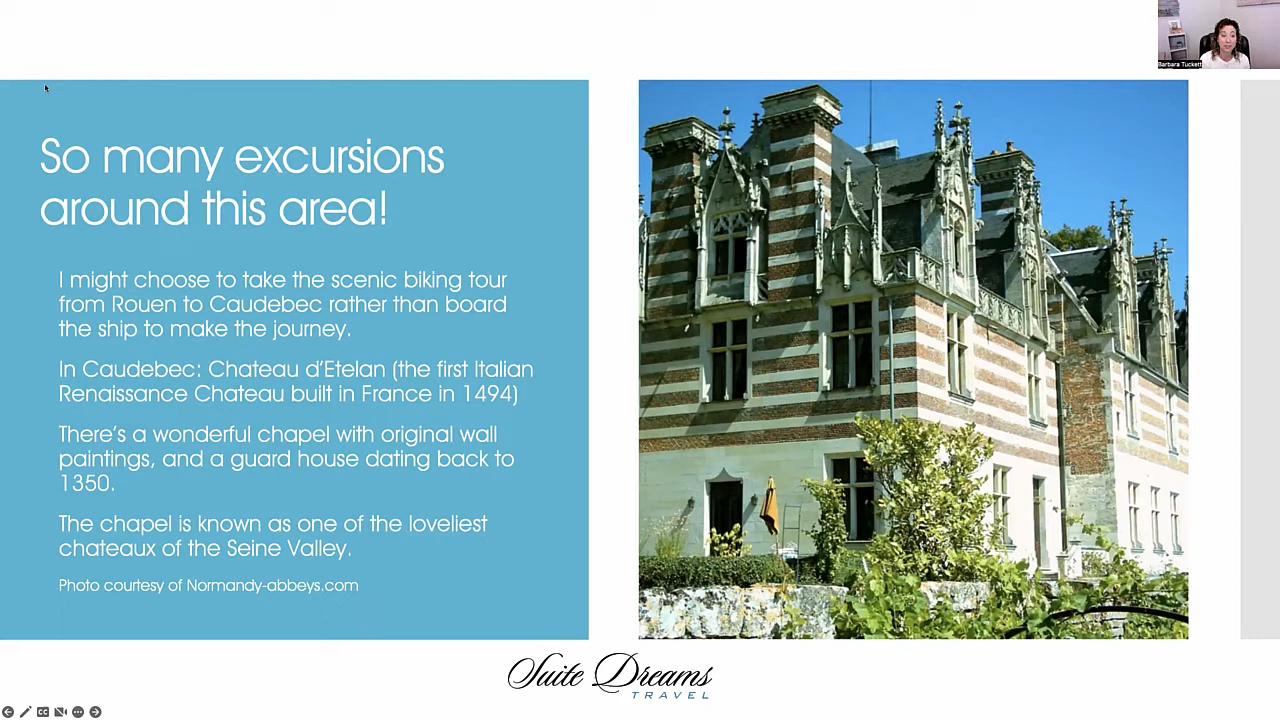 Barbara Tuckett
So many excursions
around this area!
I might choose to take the scenic biking tour
from Rouen to Caudebec rather than board
the ship to make the journey.
In Caudebec: Chateau d'Etelan (the first Italian
Renaissance Chateau built in France in 1494)
There's a wonderful chapel with original wall
paintings, and a guard house dating back to
1350.
The chapel is known as one of the loveliest
chateaux of the Seine Valley.
Photo courtesy of Normandy-abbeys.com
Suite Dreams
TRAVEL